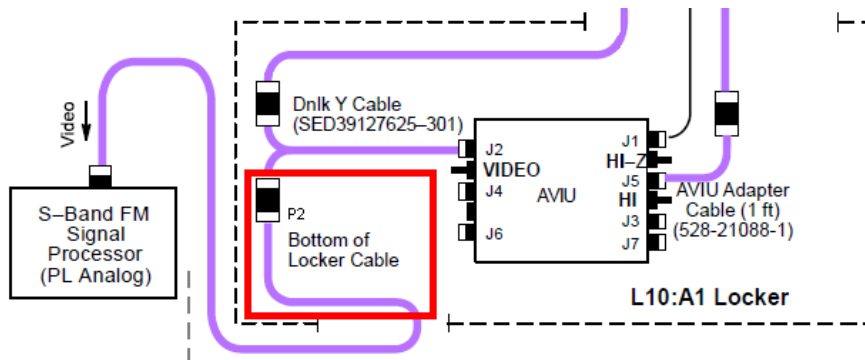 Video
S–Band FM
Signal
Processor
(PL Analog)
Dnlk Y Cable
(SED39127625–301)
P2
Bottom of
Locker Cable
J2
VIDEO
J4
J6
AVIU
J1
HI–Z
J5
HI
J3
J7
AVIU Adapter
Cable (1 ft)
(528-21088-1)
L10:A1 Locker